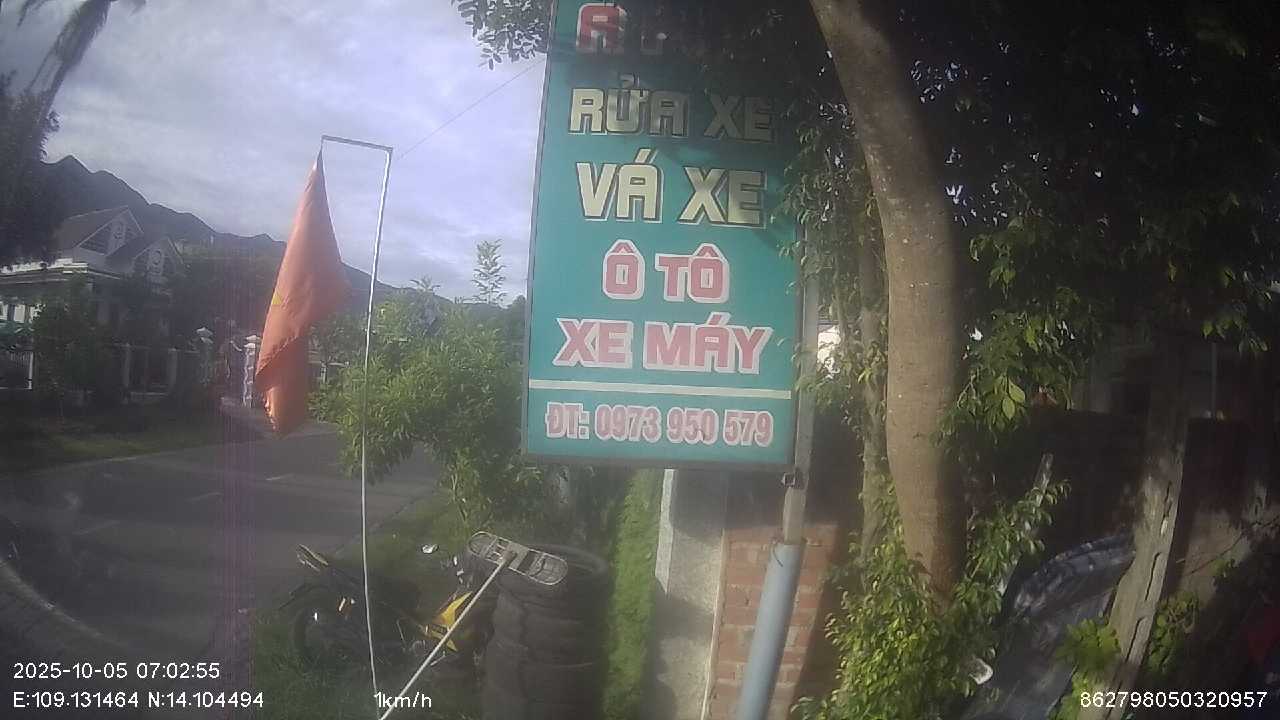 RỬA XE
VÁ XE
Ô TÔ
XE MÁY
ĐT: 0973 950 579
2025-10-05 07:02:55
E:109.131464 N:14.104494
1km/h
862798050320957